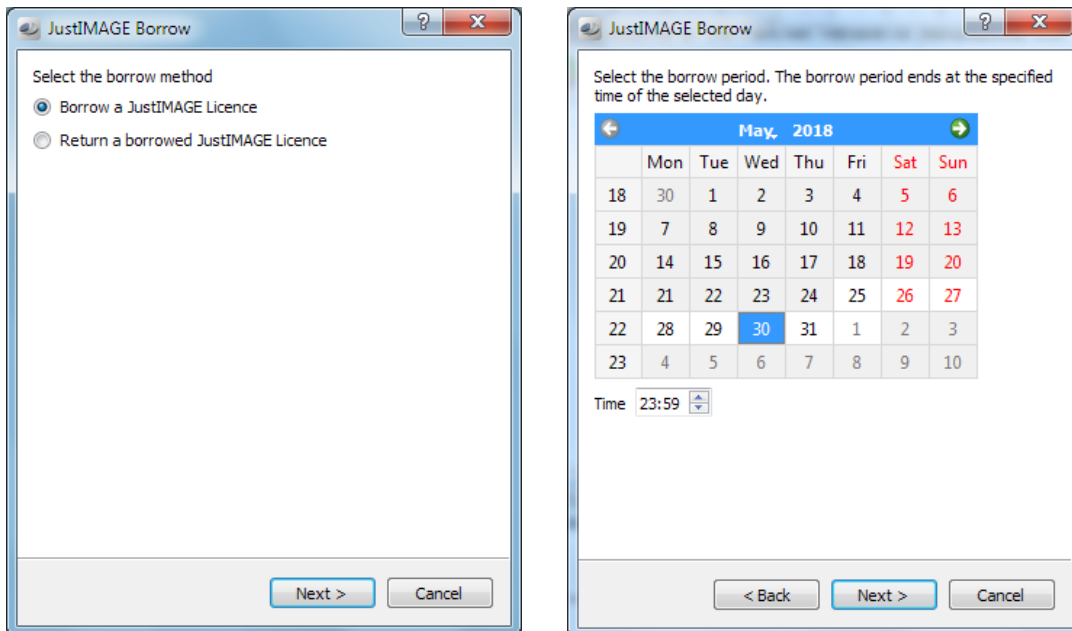 JustIMAGE Borrow
Select the borrow method
Borrow a JustIMAGE Licence
Return a borrowed JustIMAGE Licence
Next >
Cancel
JustIMAGE Borrow
Select the borrow period. The borrow period ends at the specified
time of the selected day.
May, 2018
Mon Tue Wed Thu Fri Sat Sun
18 30 1 2 3 4 5 6
19 7 8 9 10 11 12 13
20 14 15 16 17 18 19 20
21 21 22 23 24 25 26 27
22 28 29 30 31 1 2 3
23 4 5 6 7 8 9 10
Time 23:59
< Back
Next >
Cancel